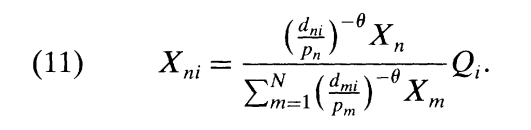 (11) $X_{ni} = \frac{\left(\frac{d_{ni}}{p_n}\right)^{-\theta} X_n}{\sum_{m=1}^{N} \left(\frac{d_{mi}}{p_m}\right)^{-\theta} X_m} Q_i.$